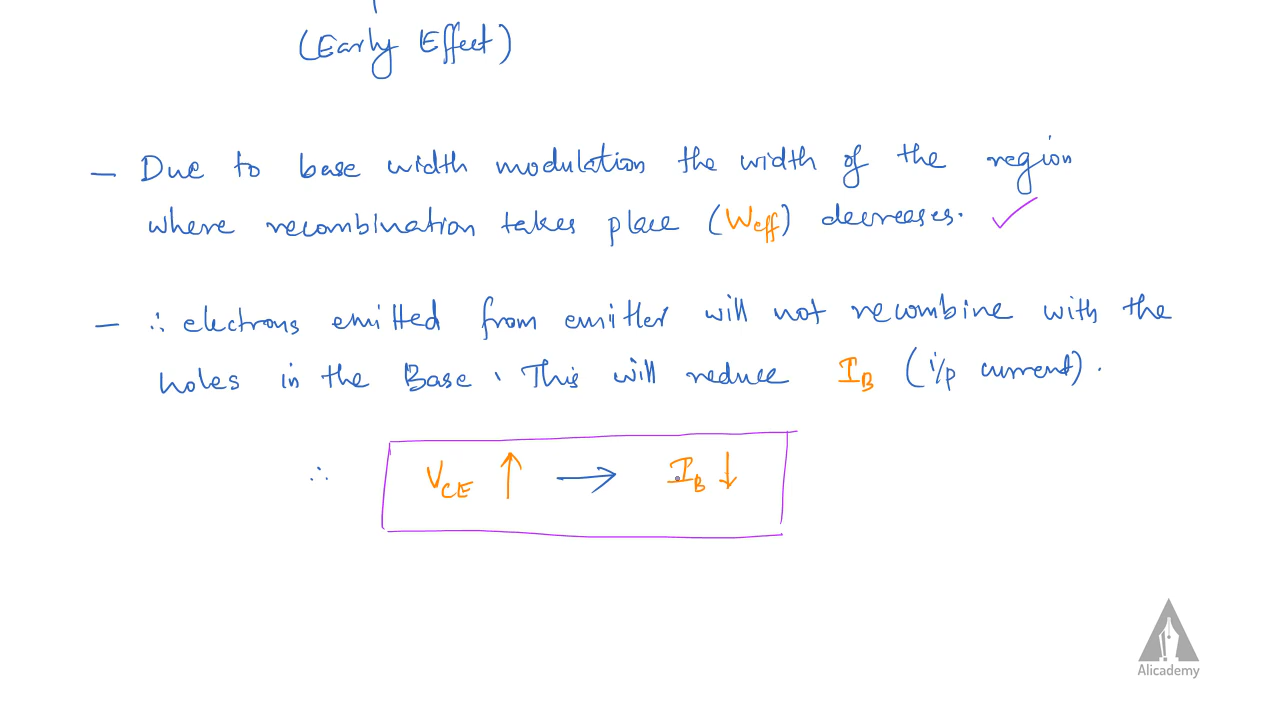 (Early Effect)
— Due to base width modulation the width of the region
where recombination takes place (Weff) decreases. ✓
— ∴ electrons emitted from emitter will not recombine with the
holes in the Base. This will reduce IB (i/p current).
∴ VCE ↑ → IB ↓
Alicademy